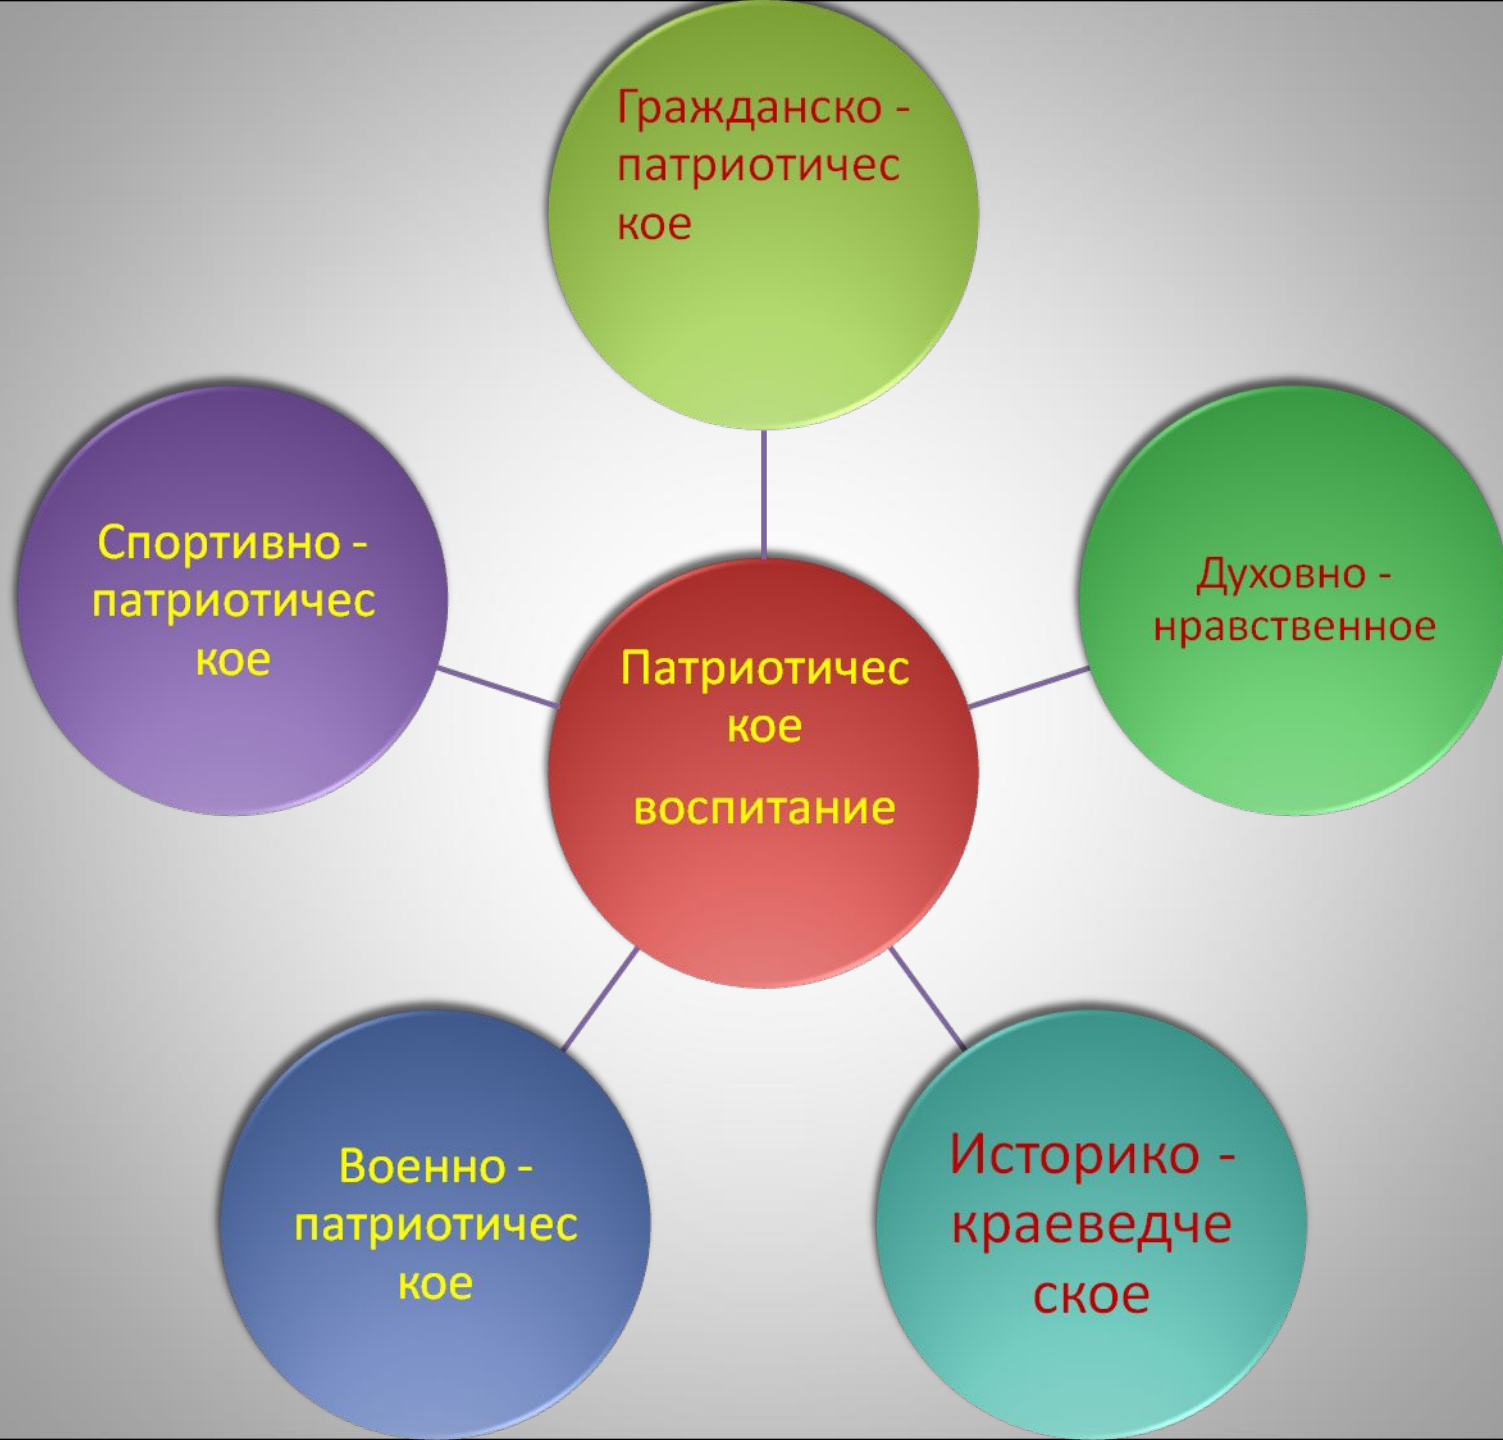 Гражданско -
патриотичес
кое
Спортивно -
патриотичес
кое
Духовно -
нравственное
Патриотичес
кое
воспитание
Военно -
патриотичес
кое
Историко -
краеведче
ское